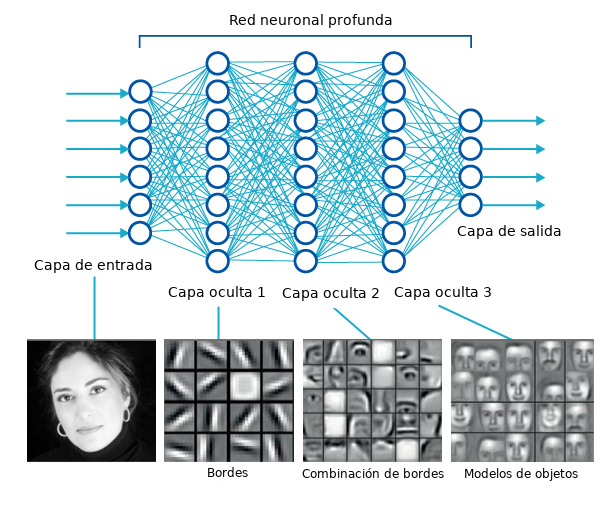 Red neuronal profunda
Capa de salida
Capa de entrada
Capa oculta 1
Capa oculta 2
Capa oculta 3
Bordes
Combinación de bordes
Modelos de objetos